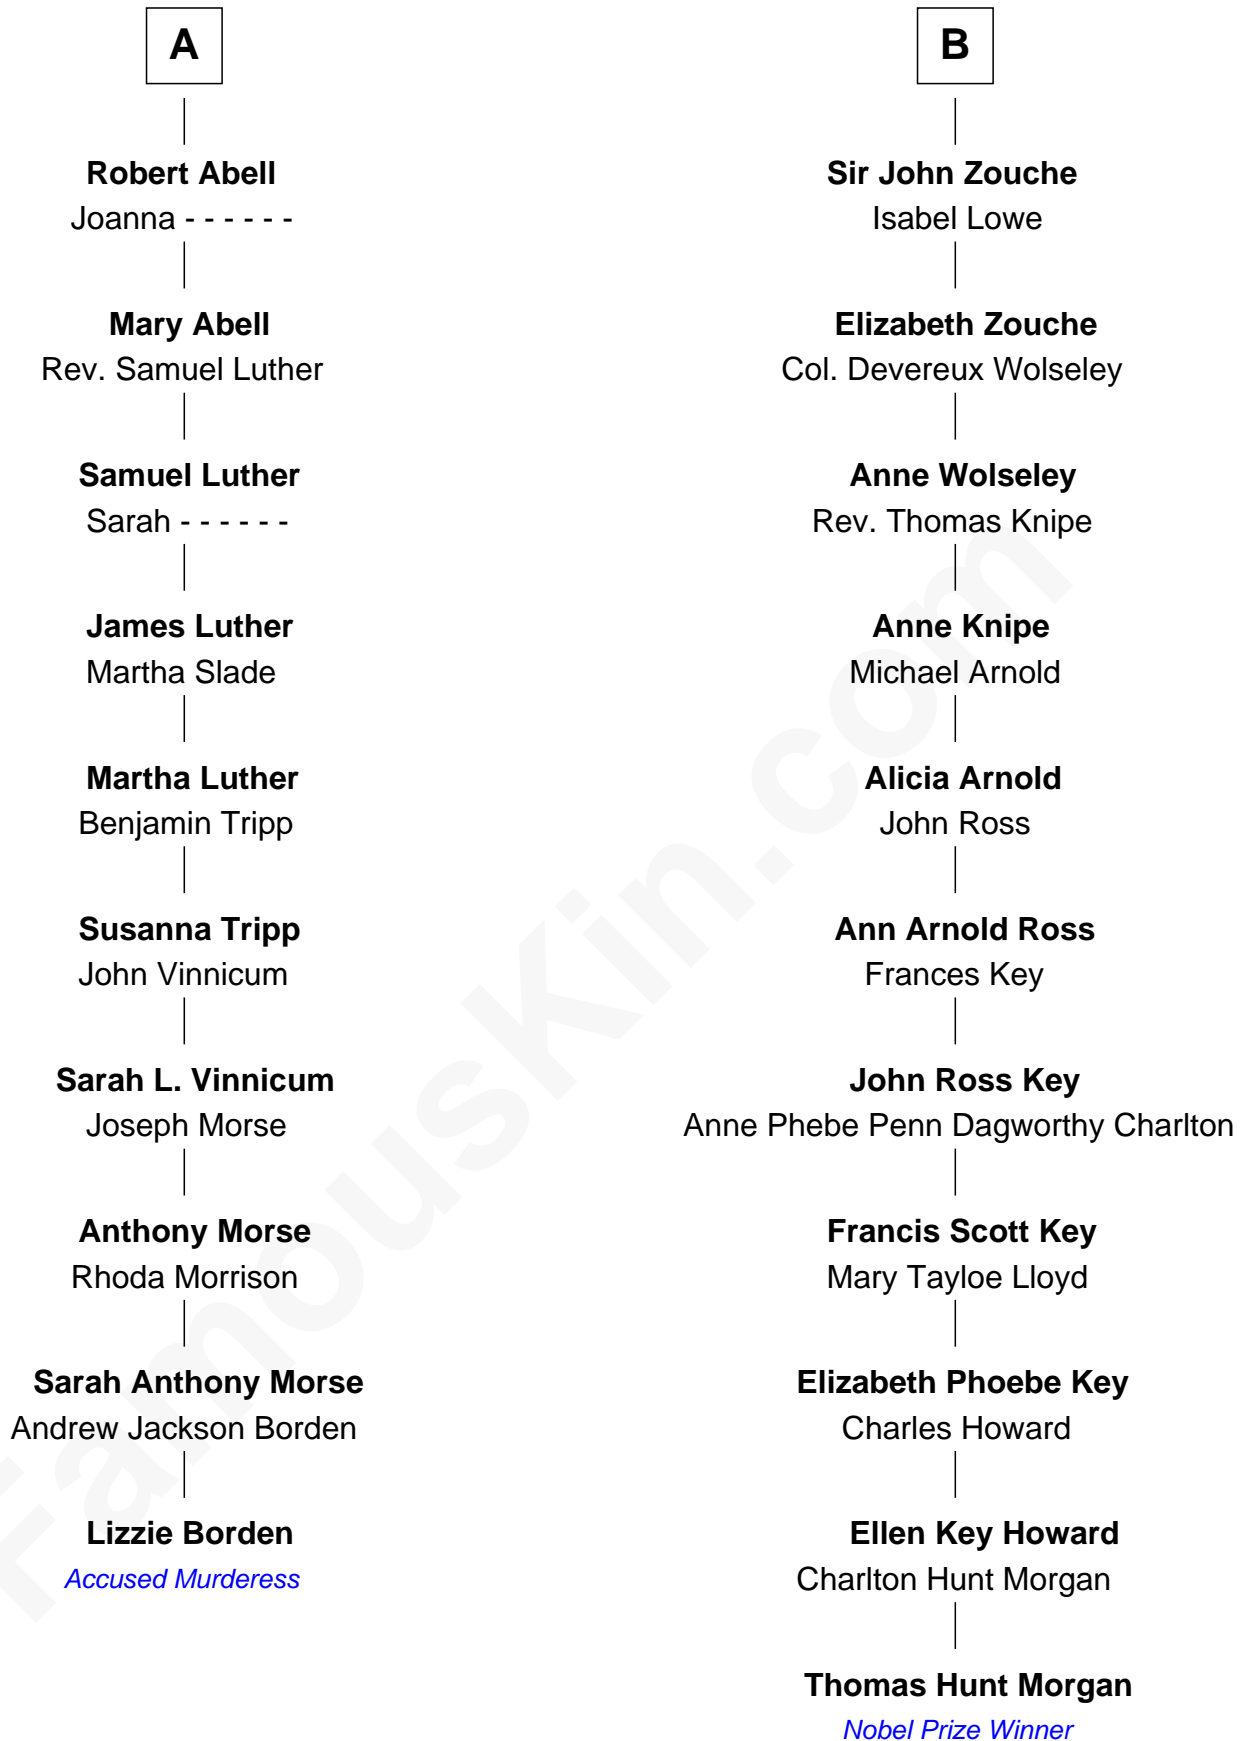 A
Robert Abell
Joanna - - - - - -
Mary Abell
Rev. Samuel Luther
Samuel Luther
Sarah - - - - - -
James Luther
Martha Slade
Martha Luther
Benjamin Tripp
Susanna Tripp
John Vinnicum
Sarah L. Vinnicum
Joseph Morse
Anthony Morse
Rhoda Morrison
Sarah Anthony Morse
Andrew Jackson Borden
Lizzie Borden
Accused Murderess
B
Sir John Zouche
Isabel Lowe
Elizabeth Zouche
Col. Devereux Wolseley
Anne Wolseley
Rev. Thomas Knipe
Anne Knipe
Michael Arnold
Alicia Arnold
John Ross
Ann Arnold Ross
Frances Key
John Ross Key
Anne Phebe Penn Dagworthy Charlton
Francis Scott Key
Mary Tayloe Lloyd
Elizabeth Phoebe Key
Charles Howard
Ellen Key Howard
Charlton Hunt Morgan
Thomas Hunt Morgan
Nobel Prize Winner
FamousKin.com